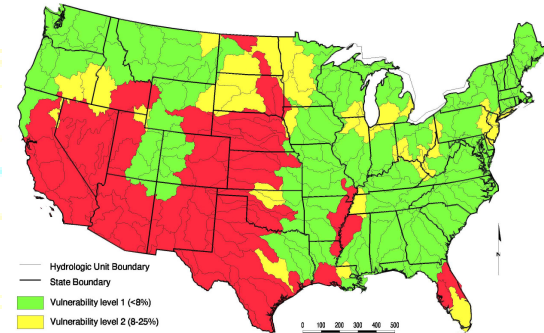 Hydrologic Unit Boundary
State Boundary
Vulnerability level 1 (<8%)
Vulnerability level 2 (8-25%)
0 100 200 300 400 500